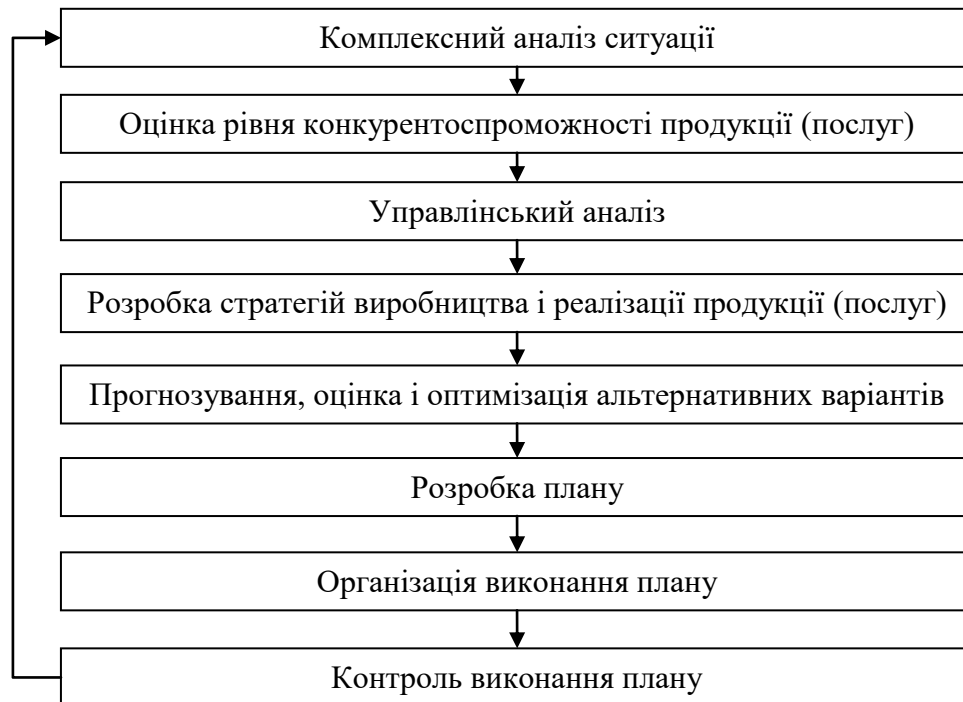 Комплексний аналіз ситуації
Оцінка рівня конкурентоспроможності продукції (послуг)
Управлінський аналіз
Розробка стратегій виробництва і реалізації продукції (послуг)
Прогнозування, оцінка і оптимізація альтернативних варіантів
Розробка плану
Організація виконання плану
Контроль виконання плану